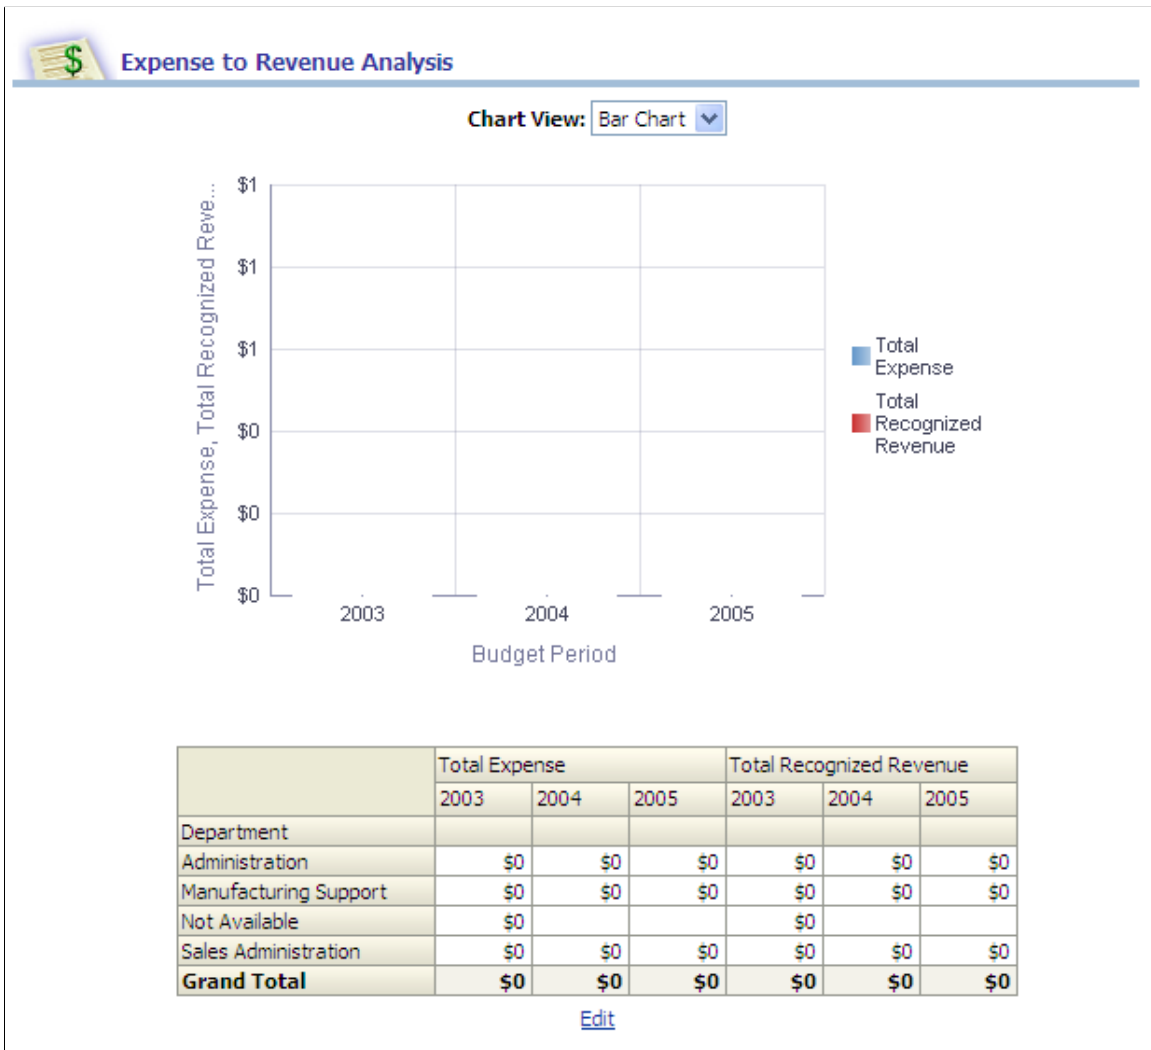 $
Expense to Revenue Analysis
Chart View: Bar Chart
Total Expense, Total Recognized Reve...
$1
$1
$1
$0
$0
$0
2003 2004 2005
Budget Period
Total
Expense
Total
Recognized
Revenue
Total Expense Total Recognized Revenue
2003 2004 2005 2003 2004 2005
Department
Administration $0 $0 $0 $0 $0 $0
Manufacturing Support $0 $0 $0 $0 $0 $0
Not Available $0 $0
Sales Administration $0 $0 $0 $0 $0 $0
Grand Total $0 $0 $0 $0 $0 $0
Edit